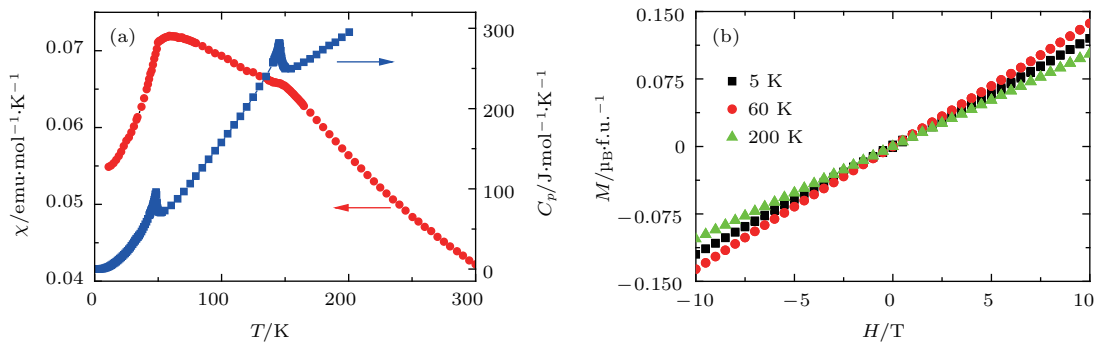 (a)
0.07
0.06
0.05
0.04
χ/emu·mol⁻¹·K⁻¹
300
200
100
0
Cp/J·mol⁻¹·K⁻¹
0 100 200 300
T/K
(b)
0.150
0.075
0
−0.075
−0.150
M/μB·f.u.⁻¹
5 K
60 K
200 K
−10 −5 0 5 10
H/T